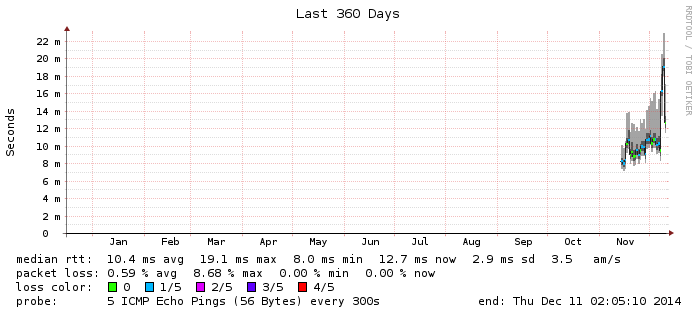 Last 360 Days
RRDTOOL / TOBI OETIKER
Seconds
22 m
20 m
18 m
16 m
14 m
12 m
10 m
8 m
6 m
4 m
2 m
0
Jan Feb Mar Apr May Jun Jul Aug Sep Oct Nov
median rtt: 10.4 ms avg 19.1 ms max 8.0 ms min 12.7 ms now 2.9 ms sd 3.5 am/s
packet loss: 0.59 % avg 8.68 % max 0.00 % min 0.00 % now
loss color: 0 1/5 2/5 3/5 4/5
probe: 5 ICMP Echo Pings (56 Bytes) every 300s end: Thu Dec 11 02:05:10 2014